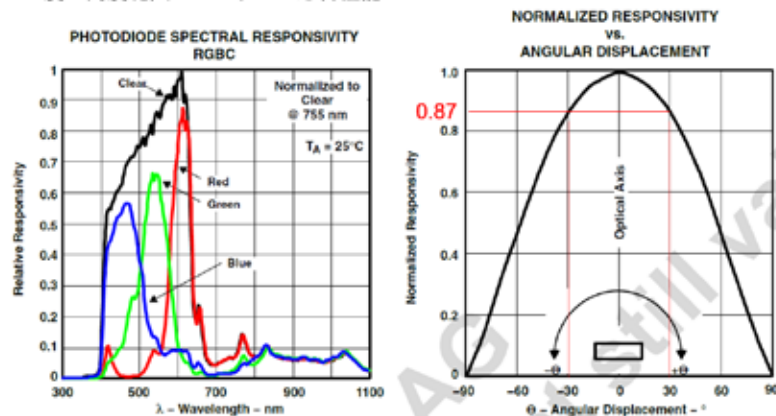 PHOTODIODE SPECTRAL RESPONSIVITY
RGBC
1
0.9
0.8
0.7
0.6
0.5
0.4
0.3
0.2
0.1
0
Relative Responsivity
Clear
Normalized to
Clear
@ 755 nm
TA = 25°C
Red
Green
Blue
300
500
700
900
1100
λ – Wavelength – nm
NORMALIZED RESPONSIVITY
vs.
ANGULAR DISPLACEMENT
1.0
0.87
0.8
0.6
0.4
0.2
0
Normalized Responsivity
Optical Axis
-Θ
+Θ
−90
−60
−30
0
30
60
90
Θ – Angular Displacement – °
AG
still va